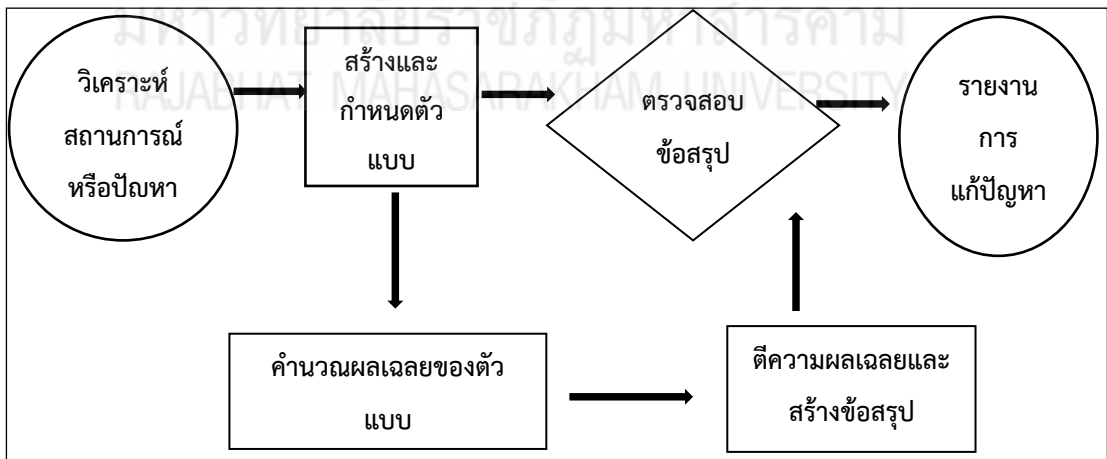 มหาวิทยาลัยราชภัฏมหาสารคาม
RAJABHAT MAHASARAKHAM UNIVERSITY
วิเคราะห์
สถานการณ์
หรือปัญหา
สร้างและ
กำหนดตัว
แบบ
ตรวจสอบ
ข้อสรุป
รายงาน
การ
แก้ปัญหา
คำนวณผลเฉลยของตัว
แบบ
ตีความผลเฉลยและ
สร้างข้อสรุป